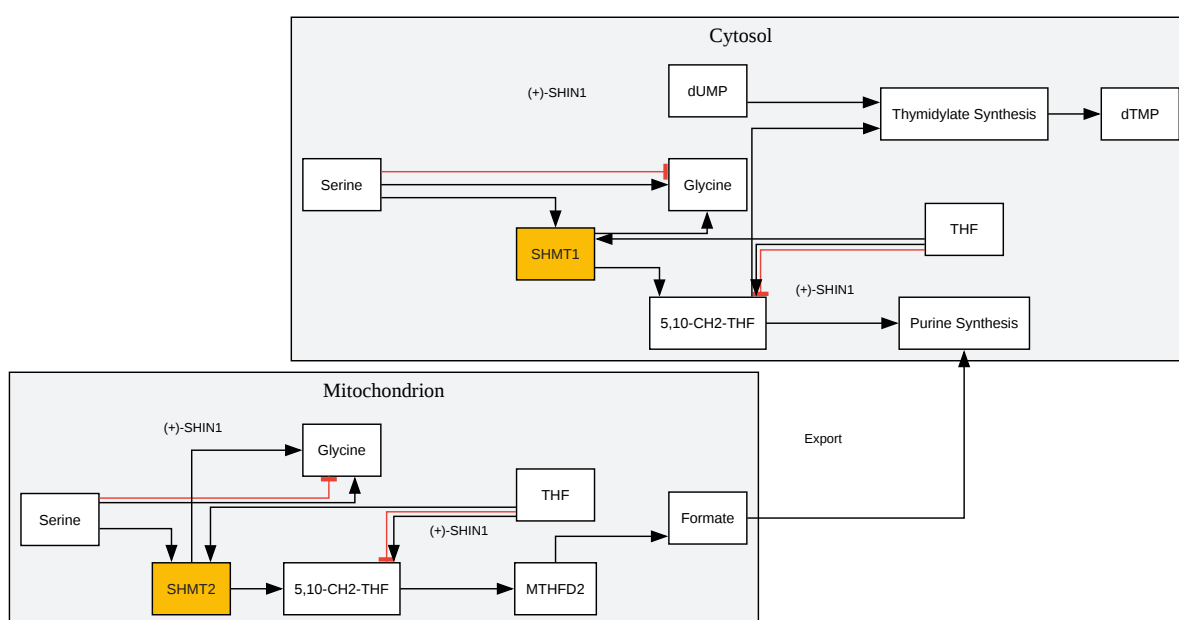 Cytosol
(+)-SHIN1
dUMP
Thymidylate Synthesis
dTMP
Serine
Glycine
THF
SHMT1
(+)-SHIN1
5,10-CH2-THF
Purine Synthesis
Mitochondrion
(+)-SHIN1
Glycine
Export
Serine
THF
Formate
(+)-SHIN1
SHMT2
5,10-CH2-THF
MTHFD2